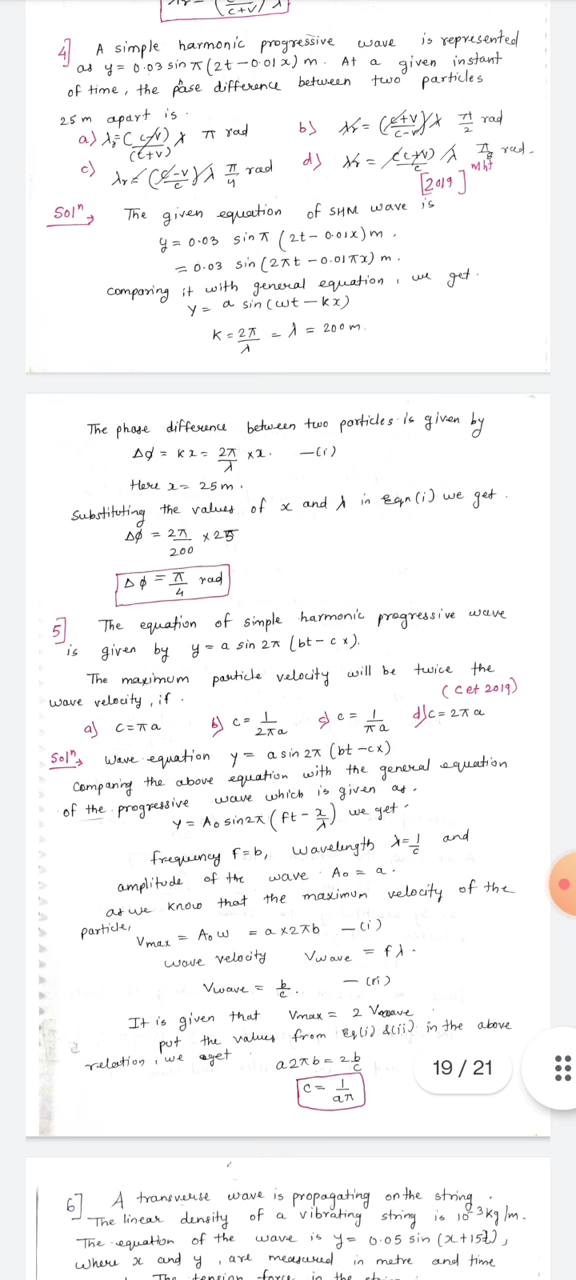 (c+v)
4] A simple harmonic progressive wave is represented
as y = 0.03 sin π (2t - 0.01x) m. At a given instant
of time, the pase difference between two particles
25 m apart is.
a) π rad b) π/2 rad
c) π/4 rad d) π/8 rad.
[2019] Mht
Solⁿ→ The given equation of SHM wave is
y = 0.03 sin π (2t - 0.01x) m.
= 0.03 sin (2πt - 0.01πx) m.
comparing it with general equation, we get.
y = a sin (ωt - kx)
K = 2π/λ = λ = 200 m.
The phase difference between two particles is given by
Δφ = kx = 2π/λ × x. —(i)
Here x = 25m.
Substituting the values of x and λ in Eqn (i) we get.
Δφ = 2π/200 × 25
Δφ = π/4 rad
5] The equation of simple harmonic progressive wave
is given by y = a sin 2π (bt - cx).
The maximum particle velocity will be twice the
wave velocity, if. (Cet 2019)
a) c = πa b) c = 1/2πa c) c = 1/πa d) c = 2πa
Solⁿ→ Wave equation y = a sin 2π (bt - cx)
Comparing the above equation with the general equation
of the progressive wave which is given as.
y = A₀ sin 2π (ft - x/λ) we get.
frequency f = b, Wavelength λ = 1/c and
amplitude of the wave A₀ = a.
as we know that the maximum velocity of the
particle,
Vmax = A₀ω = a × 2πb —(i)
wave velocity Vwave = fλ.
Vwave = b/c. —(ii)
It is given that Vmax = 2 Vwave
put the values from Eq (i) & (ii) in the above
relation, we get
a2πb = 2b/c
c = 1/aπ
19 / 21
6] A transverse wave is propagating on the string.
The linear density of a vibrating string is 10⁻³ kg/m.
The equation of the wave is y = 0.05 sin (x + 15t),
where x and y, are measured in metre and time
The tension force in the